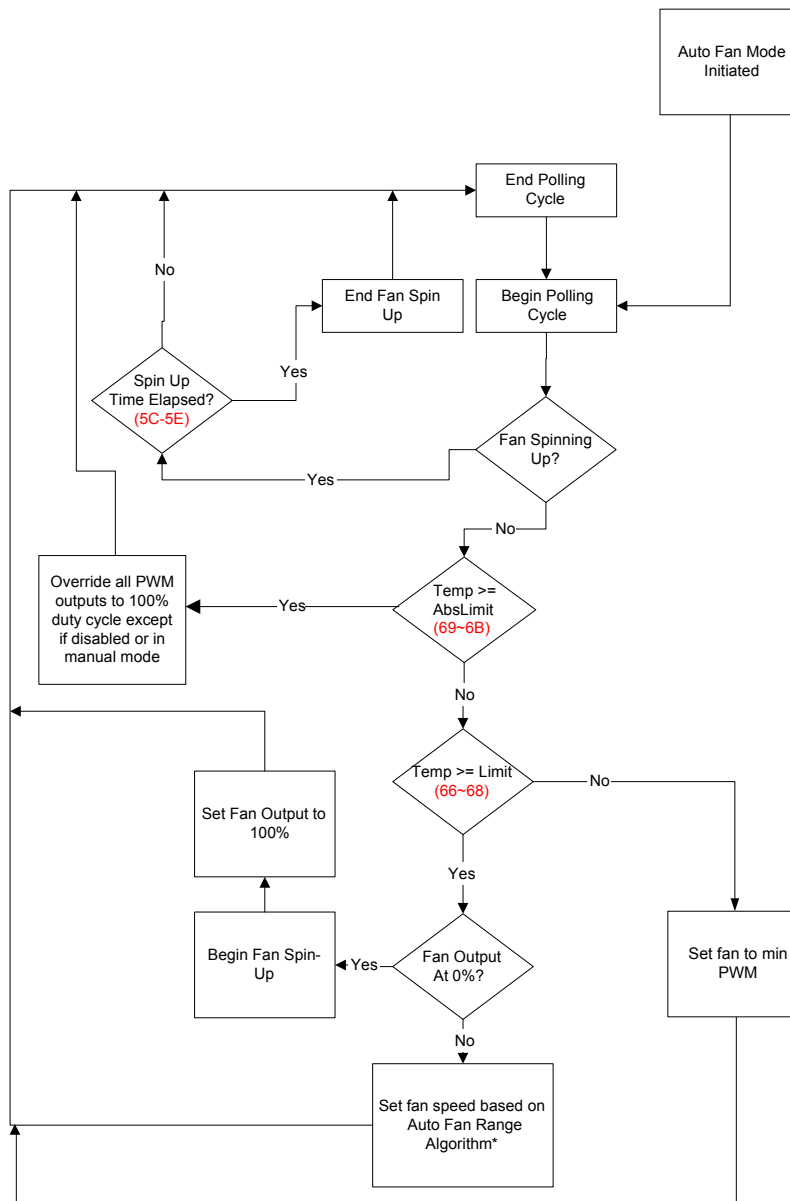 Auto Fan Mode
Initiated
End Polling
Cycle
No
End Fan Spin
Up
Begin Polling
Cycle
Spin Up
Time Elapsed?
(5C-5E)
Yes
Fan Spinning
Up?
Yes
No
Override all PWM
outputs to 100%
duty cycle except
if disabled or in
manual mode
Yes
Temp >=
AbsLimit
(69~6B)
No
Set Fan Output to
100%
Temp >= Limit
(66~68)
No
Yes
Begin Fan Spin-
Up
Yes
Fan Output
At 0%?
Set fan to min
PWM
No
Set fan speed based on
Auto Fan Range
Algorithm*